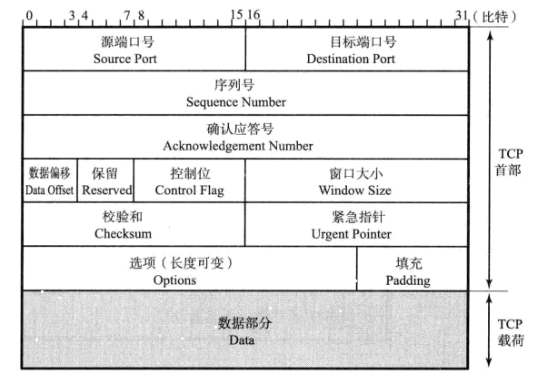 0 3 4 7 8 15 16 31 (比特)
源端口号 目标端口号
Source Port Destination Port
序列号
Sequence Number
确认应答号
Acknowledgement Number
数据偏移 保留 控制位 窗口大小
Data Offset Reserved Control Flag Window Size
校验和 紧急指针
Checksum Urgent Pointer
选项（长度可变） 填充
Options Padding
TCP
首部
数据部分
Data
TCP
载荷